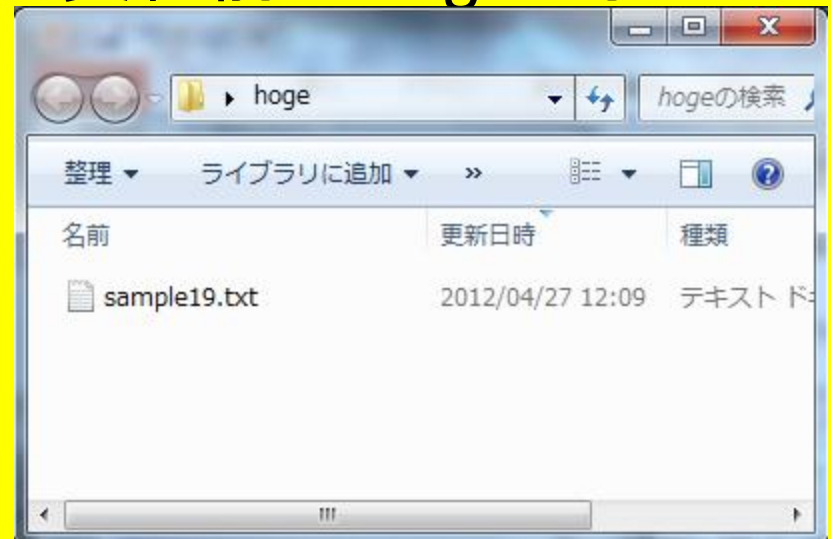 hoge
hogeの検索
整理 ライブラリに追加 »
名前 更新日時 種類
sample19.txt 2012/04/27 12:09 テキスト ド